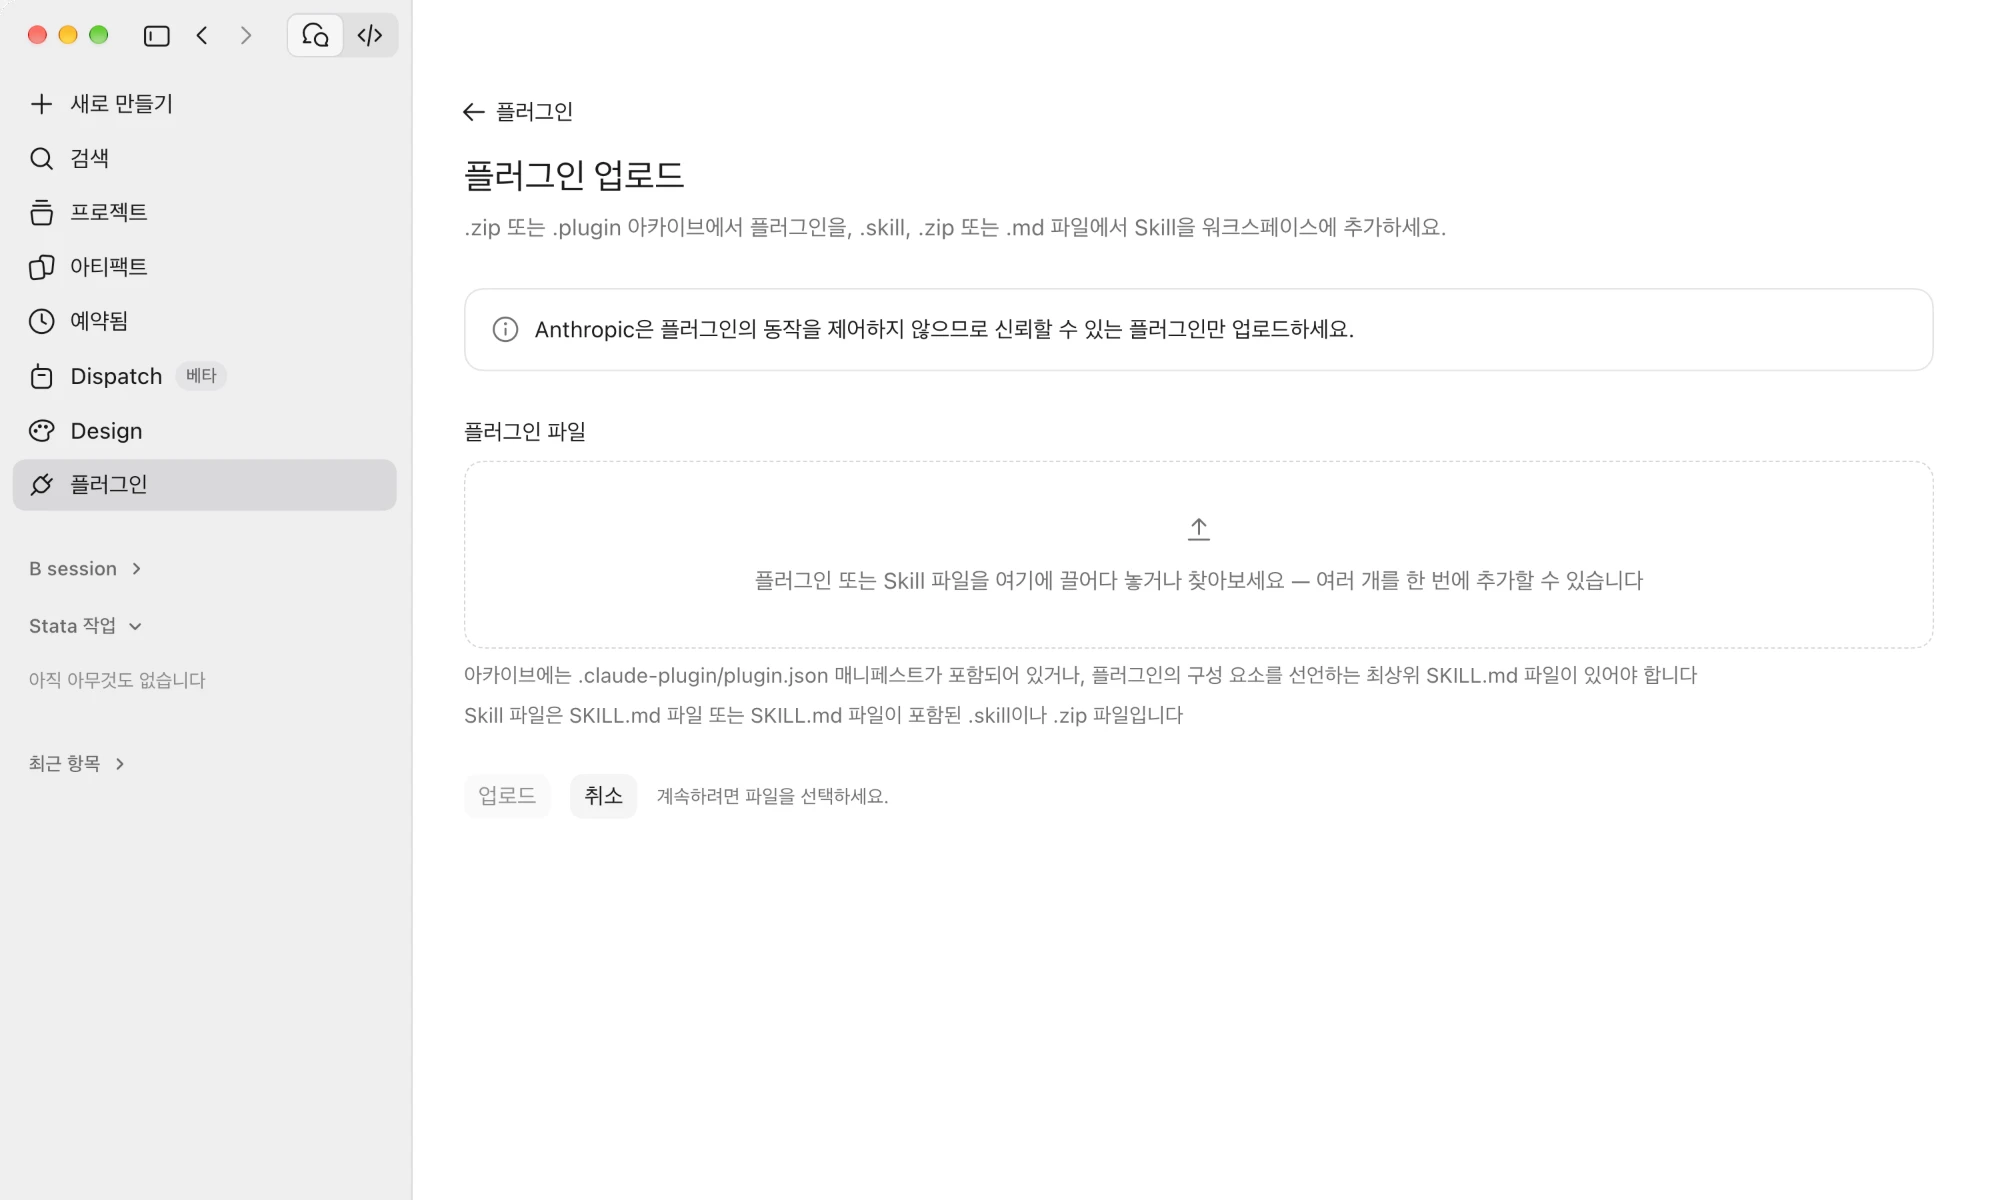 새로 만들기
검색
프로젝트
아티팩트
예약됨
Dispatch 베타
Design
플러그인
B session
Stata 작업
아직 아무것도 없습니다
최근 항목
플러그인
플러그인 업로드
.zip 또는 .plugin 아카이브에서 플러그인을, .skill, .zip 또는 .md 파일에서 Skill을 워크스페이스에 추가하세요.
Anthropic은 플러그인의 동작을 제어하지 않으므로 신뢰할 수 있는 플러그인만 업로드하세요.
플러그인 파일
플러그인 또는 Skill 파일을 여기에 끌어다 놓거나 찾아보세요 — 여러 개를 한 번에 추가할 수 있습니다
아카이브에는 .claude-plugin/plugin.json 매니페스트가 포함되어 있거나, 플러그인의 구성 요소를 선언하는 최상위 SKILL.md 파일이 있어야 합니다
Skill 파일은 SKILL.md 파일 또는 SKILL.md 파일이 포함된 .skill이나 .zip 파일입니다
업로드 취소 계속하려면 파일을 선택하세요.